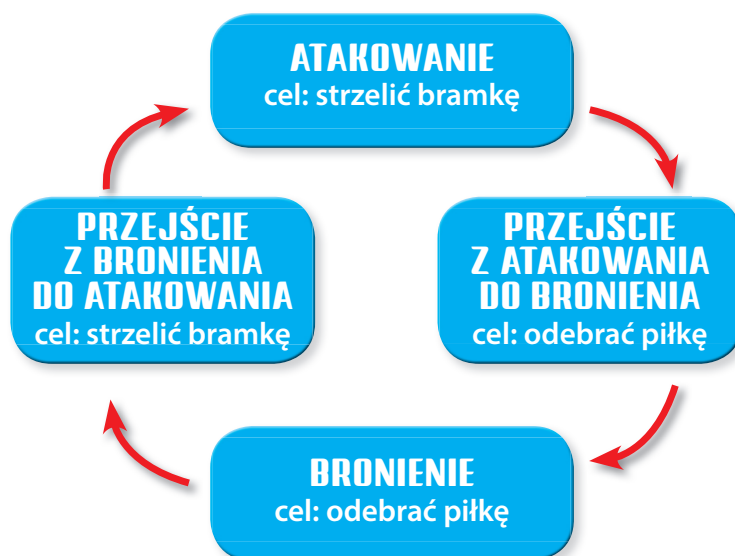 ATAKOWANIE
cel: strzelić bramkę
PRZEJŚCIE
Z BRONIENIA
DO ATAKOWANIA
cel: strzelić bramkę
PRZEJŚCIE
Z ATAKOWANIA
DO BRONIENIA
cel: odebrać piłkę
BRONIENIE
cel: odebrać piłkę